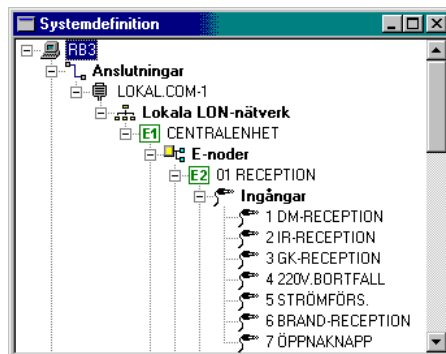 Systemdefinition
RB3
Anslutningar
LOKAL.COM-1
Lokala LON-nätverk
E1 CENTRALENHET
E-noder
E2 01 RECEPTION
Ingångar
1 DM-RECEPTION
2 IR-RECEPTION
3 GK-RECEPTION
4 220V.BORTFALL
5 STRÖMFÖRS.
6 BRAND-RECEPTION
7 ÖPPNAKNAPP